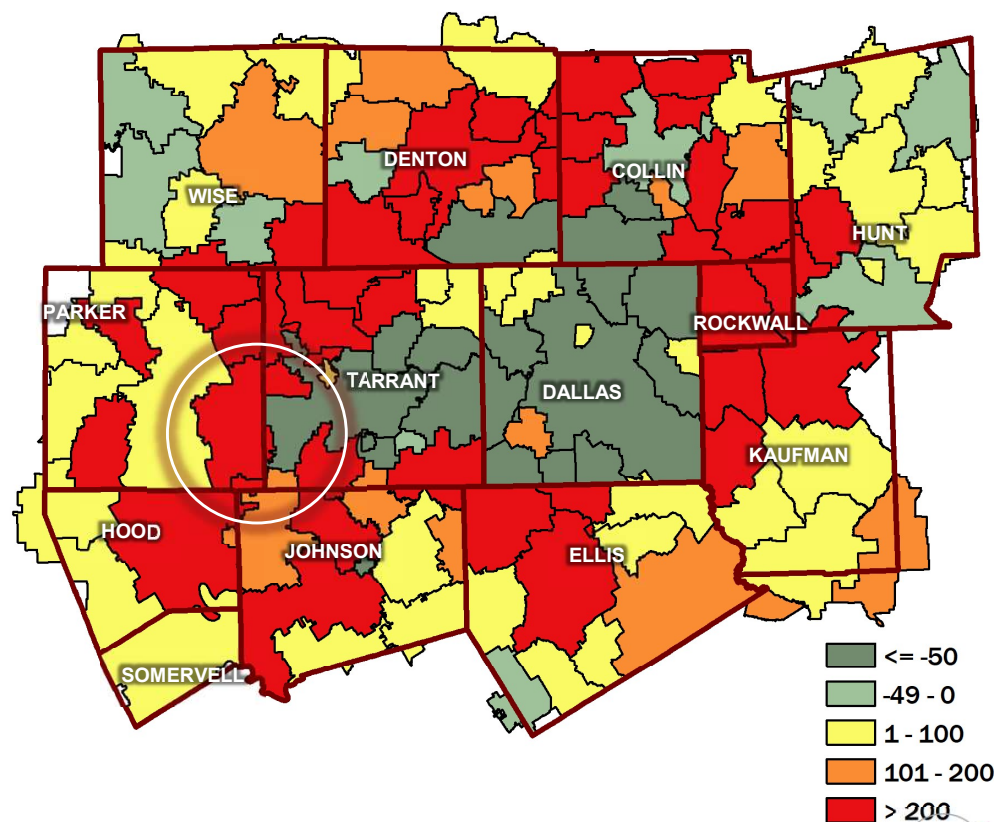 DENTON
COLLIN
WISE
HUNT
PARKER
ROCKWALL
TARRANT
DALLAS
KAUFMAN
HOOD
JOHNSON
ELLIS
SOMERVELL
<= -50
-49 - 0
1 - 100
101 - 200
> 200